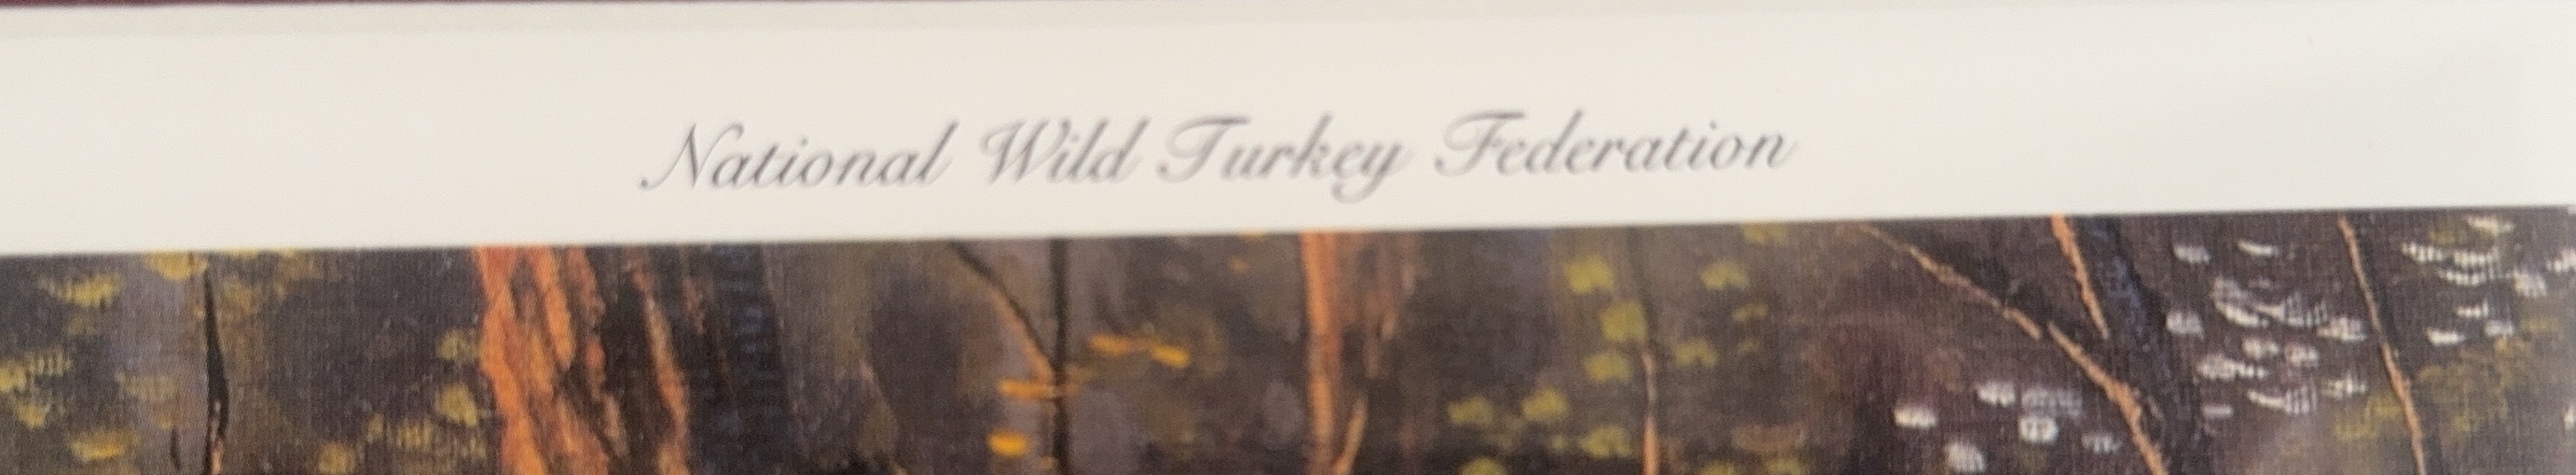 National Wild Turkey Federation